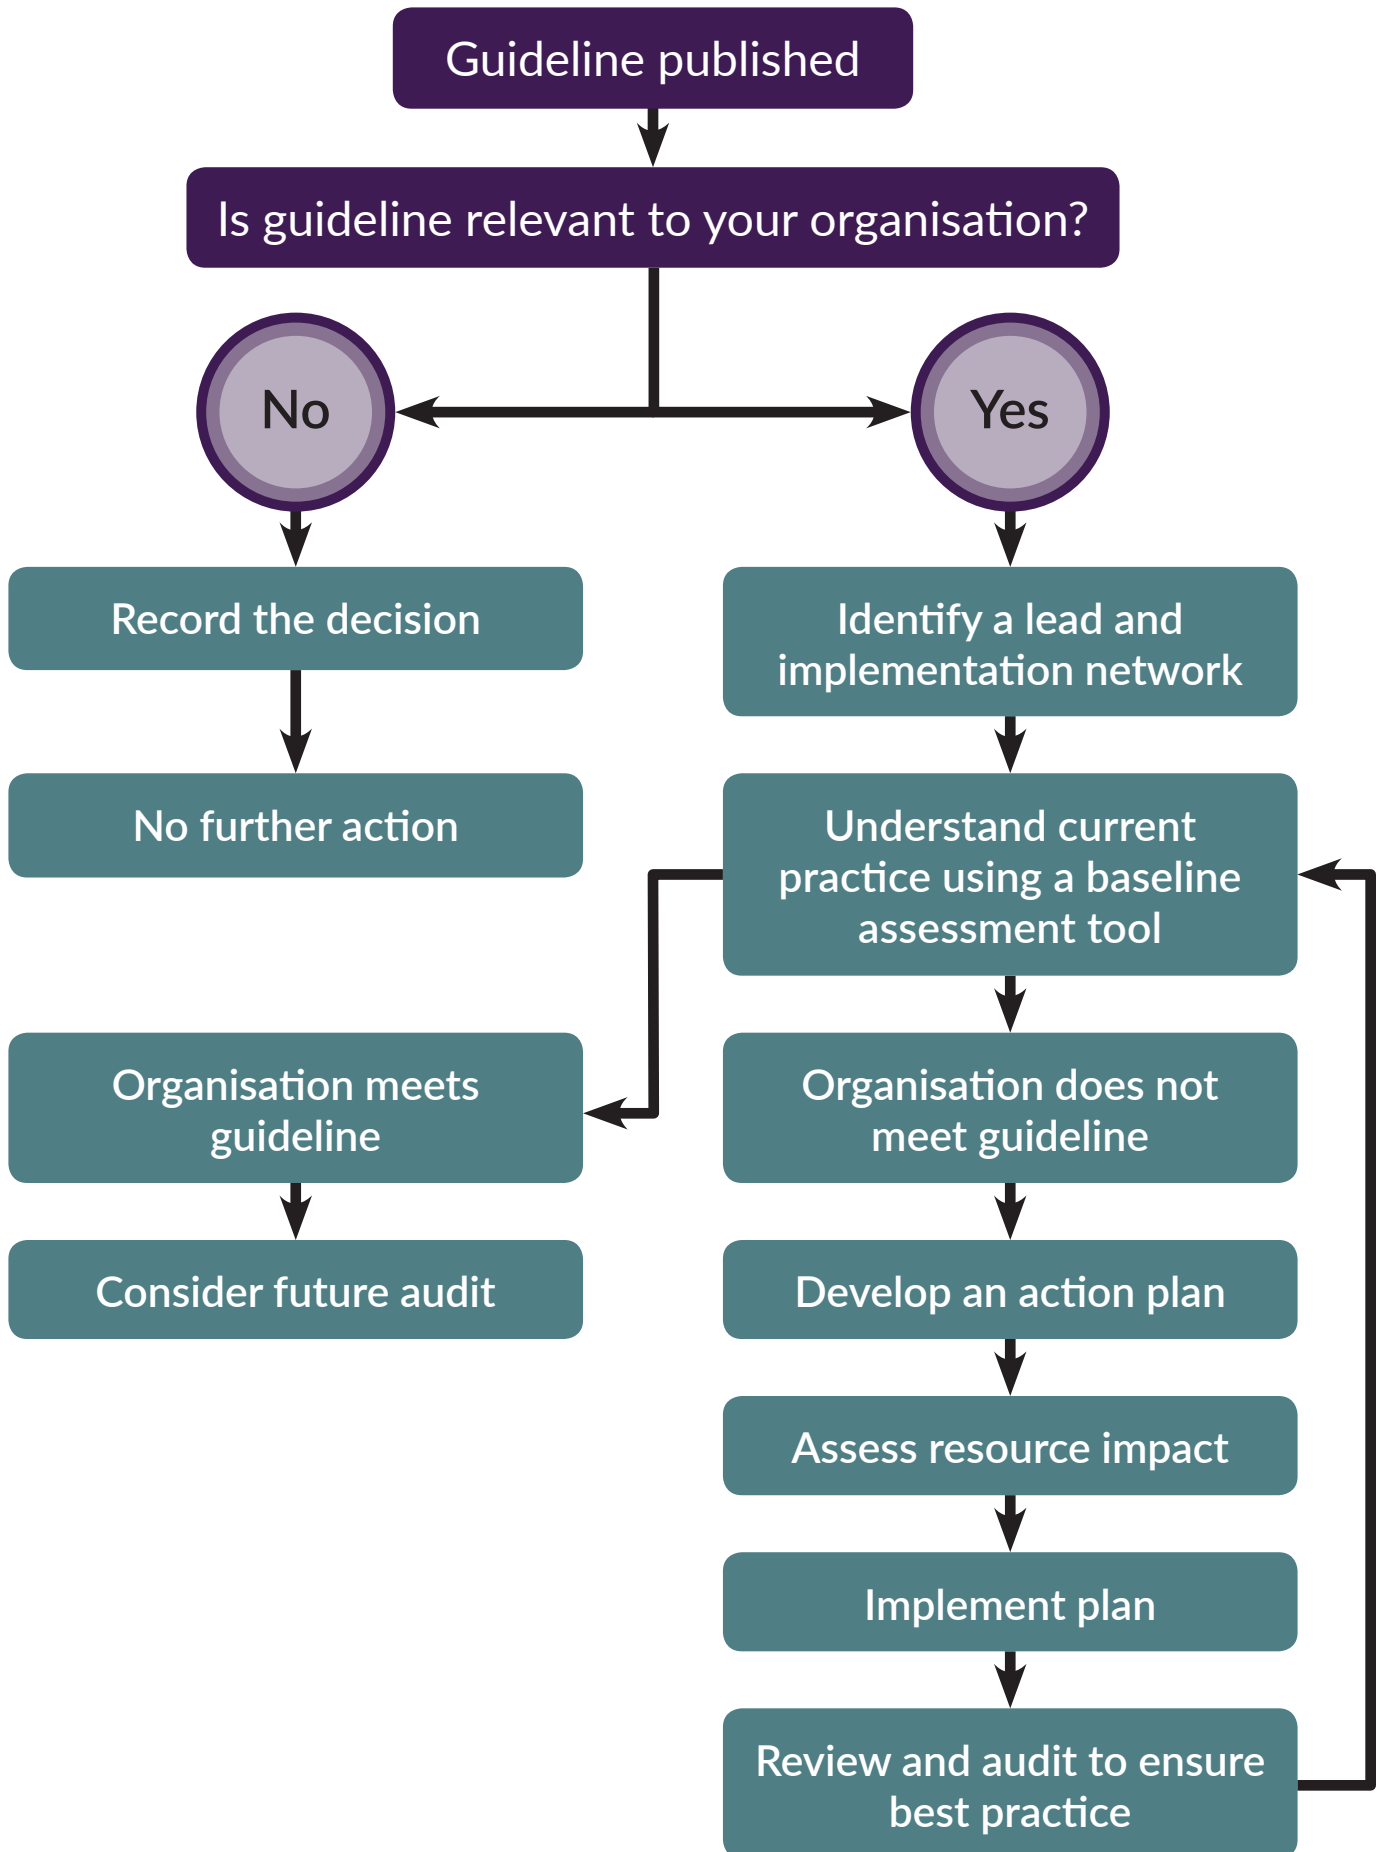 Guideline published
Is guideline relevant to your organisation?
No
Yes
Record the decision
No further action
Identify a lead and
implementation network
Understand current
practice using a baseline
assessment tool
Organisation meets
guideline
Consider future audit
Organisation does not
meet guideline
Develop an action plan
Assess resource impact
Implement plan
Review and audit to ensure
best practice